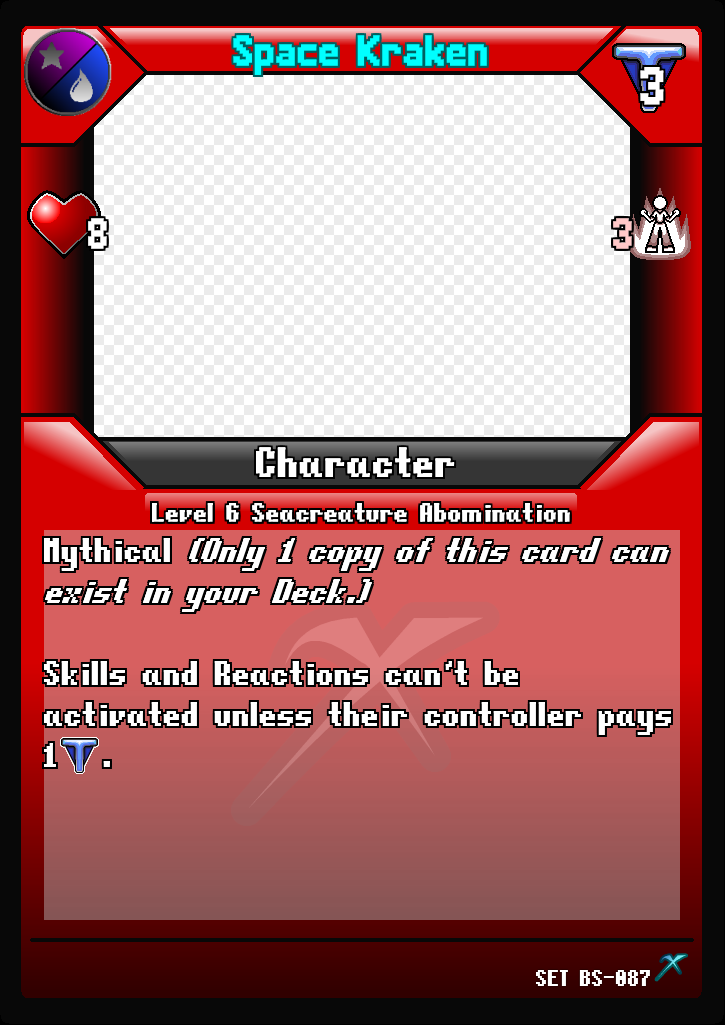 Space Kraken
3
8
3
Character
Level 6 Seacreature Abomination
Mythical (Only 1 copy of this card can
exist in your Deck.)
Skills and Reactions can't be
activated unless their controller pays
1T.
SET BS-087